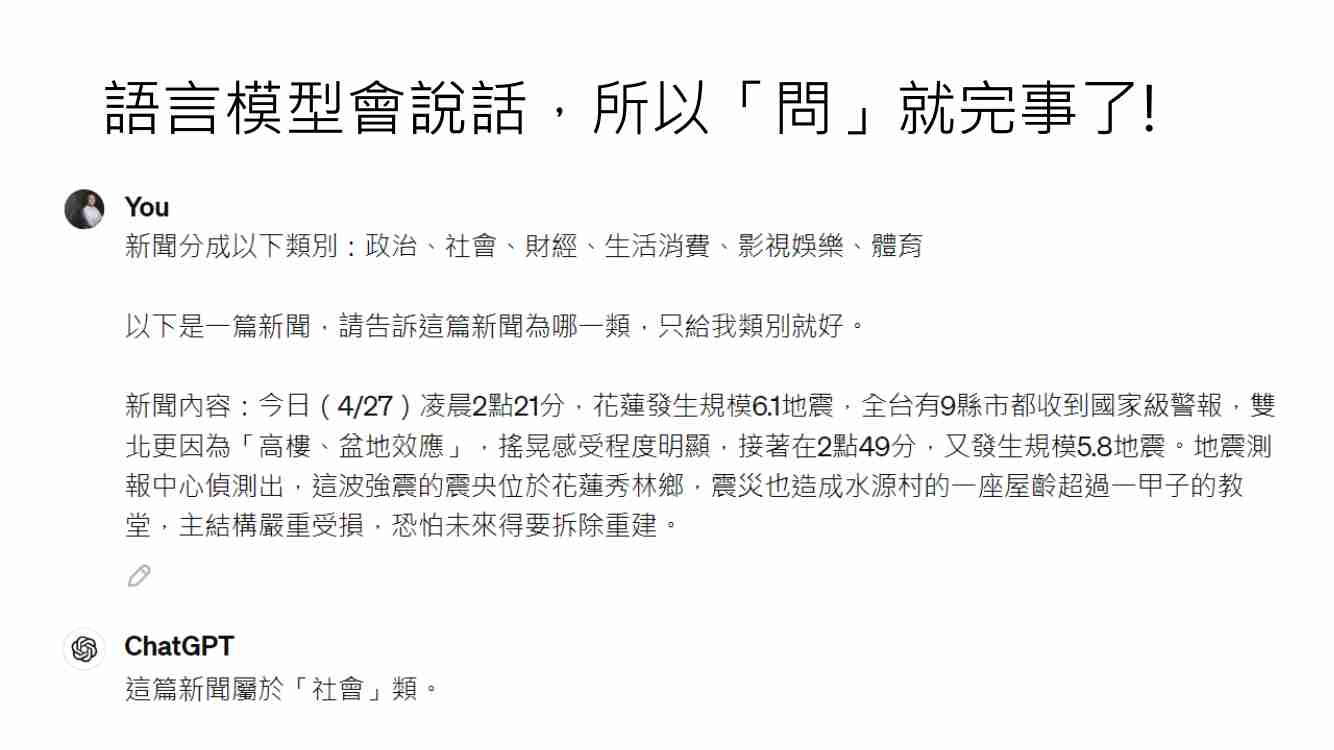 語言模型會說話，所以「問」就完事了!
You
新聞分成以下類別：政治、社會、財經、生活消費、影視娛樂、體育
以下是一篇新聞，請告訴這篇新聞為哪一類，只給我類別就好。
新聞內容：今日（4/27）凌晨2點21分，花蓮發生規模6.1地震，全台有9縣市都收到國家級警報，雙
北更因為「高樓、盆地效應」，搖晃感受程度明顯，接著在2點49分，又發生規模5.8地震。地震測
報中心偵測出，這波強震的震央位於花蓮秀林鄉，震災也造成水源村的一座屋齡超過一甲子的教
堂，主結構嚴重受損，恐怕未來得要拆除重建。
ChatGPT
這篇新聞屬於「社會」類。